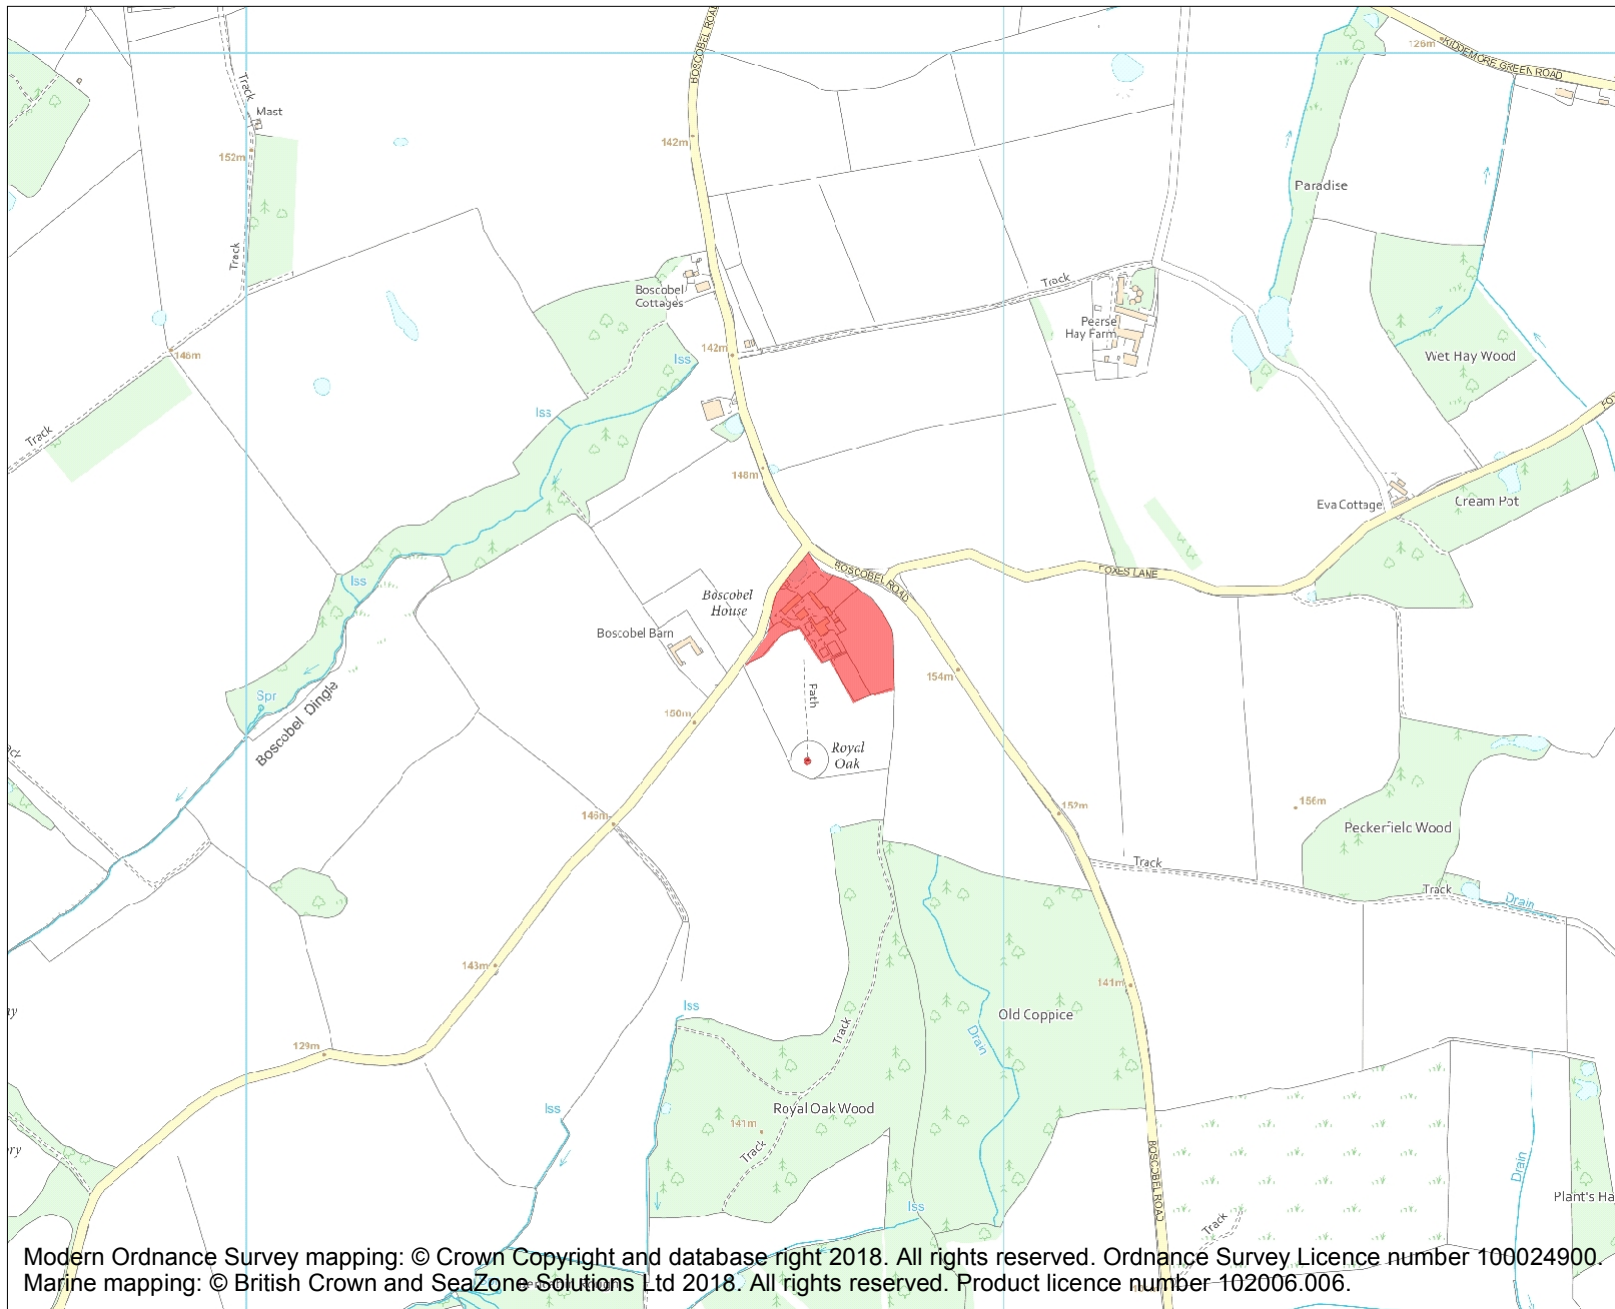 BOSCOBEL ROAD
126m
KIDDEMORE GREEN ROAD
Track
Mast
142m
152m
Paradise
Track
Track
Boscobel
Cottages
Pearse
Hay Farm
142m
146m
Iss
Wet Hay Wood
Iss
Track
148m
Eva Cottage
Cream Pot
BOSCOBEL ROAD
FOXES LANE
Iss
Boscobel
House
Boscobel Barn
154m
Path
Spr
Boscobel Dingle
150m
Royal
Oak
146m
152m
156m
Peckerfield Wood
Track
Track
Drain
143m
141m
Iss
Old Coppice
Track
Drain
129m
Iss
Royal Oak Wood
141m
Track
BOSCOBEL ROAD
Drain
Plant's Ha
Iss
Track
Modern Ordnance Survey mapping: © Crown Copyright and database right 2018. All rights reserved. Ordnance Survey Licence number 100024900.
Marine mapping: © British Crown and SeaZone Solutions Ltd 2018. All rights reserved. Product licence number 102006.006.